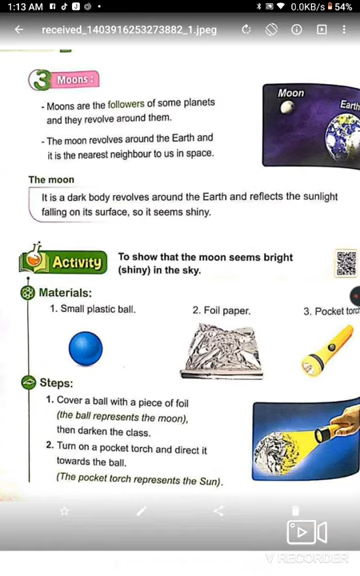 1:13 AM
0.0KB/s 54%
received_1403916253273882_1.jpeg
3 Moons :
- Moons are the followers of some planets
and they revolve around them.
- The moon revolves around the Earth and
it is the nearest neighbour to us in space.
Moon
Earth
The moon
It is a dark body revolves around the Earth and reflects the sunlight
falling on its surface, so it seems shiny.
Activity
To show that the moon seems bright
(shiny) in the sky.
Materials:
1. Small plastic ball.
2. Foil paper.
3. Pocket torch
Steps:
1. Cover a ball with a piece of foil
(the ball represents the moon),
then darken the class.
2. Turn on a pocket torch and direct it
towards the ball.
(The pocket torch represents the Sun).
V RECORDER